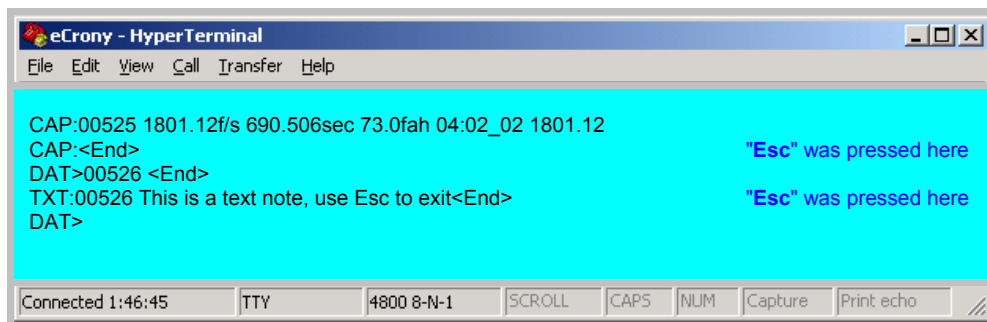 eCrony - HyperTerminal
File Edit View Call Transfer Help
CAP:00525 1801.12f/s 690.506sec 73.0fah 04:02_02 1801.12
CAP:<End> "Esc" was pressed here
DAT>00526 <End>
TXT:00526 This is a text note, use Esc to exit<End> "Esc" was pressed here
DAT>
Connected 1:46:45 TTY 4800 8-N-1 SCROLL CAPS NUM Capture Print echo